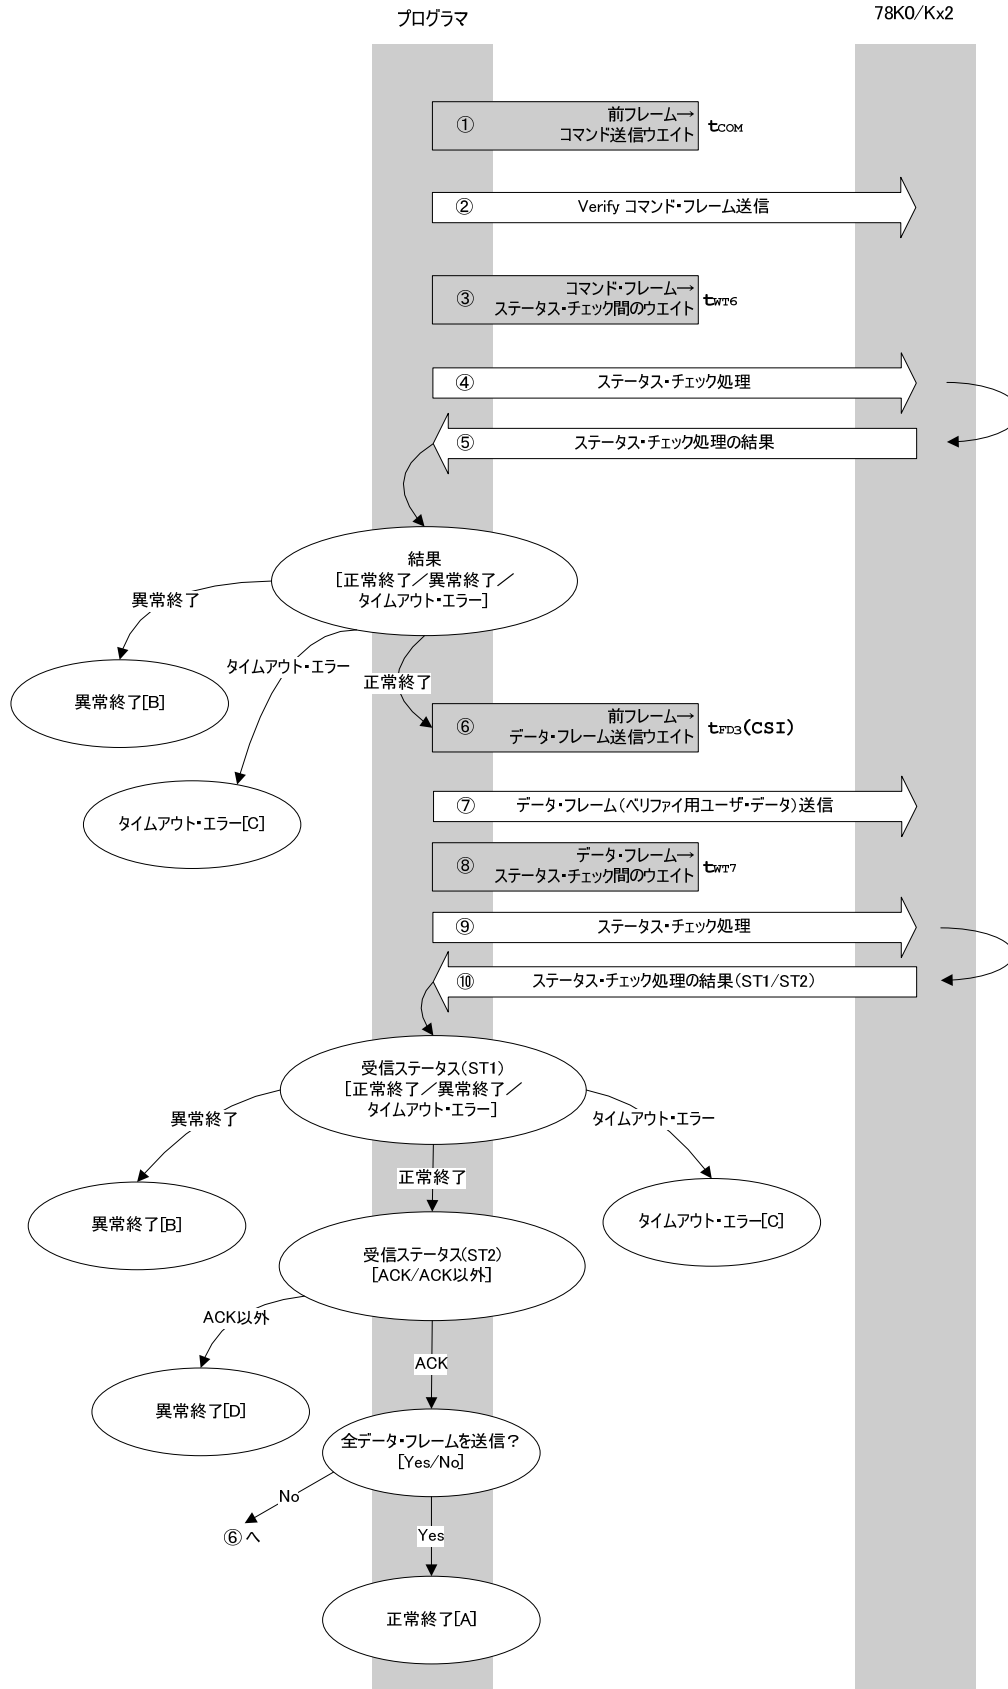 プログラマ
78K0/Kx2
① 前フレーム→
コマンド送信ウエイト
tCOM
② Verify コマンド・フレーム送信
③ コマンド・フレーム→
ステータス・チェック間のウエイト
tWT6
④ ステータス・チェック処理
⑤ ステータス・チェック処理の結果
結果
[正常終了／異常終了／
タイムアウト・エラー]
異常終了
タイムアウト・エラー
正常終了
異常終了[B]
⑥ 前フレーム→
データ・フレーム送信ウエイト
tFD3(CSI)
タイムアウト・エラー[C]
⑦ データ・フレーム(ベリファイ用ユーザ・データ)送信
⑧ データ・フレーム→
ステータス・チェック間のウエイト
tWT7
⑨ ステータス・チェック処理
⑩ ステータス・チェック処理の結果(ST1/ST2)
受信ステータス(ST1)
[正常終了／異常終了／
タイムアウト・エラー]
異常終了
タイムアウト・エラー
正常終了
異常終了[B]
タイムアウト・エラー[C]
受信ステータス(ST2)
[ACK/ACK以外]
ACK以外
ACK
異常終了[D]
全データ・フレームを送信？
[Yes/No]
No
⑥へ
Yes
正常終了[A]